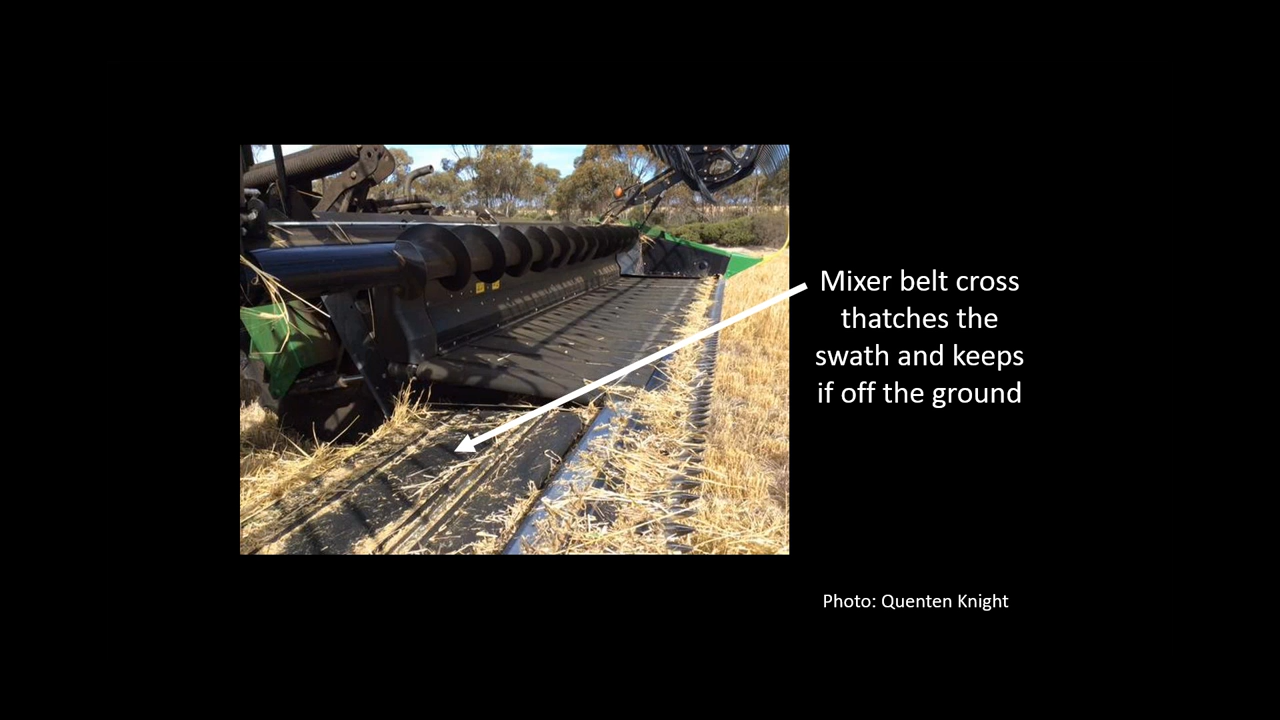 Mixer belt cross
thatches the
swath and keeps
if off the ground
Photo: Quenten Knight